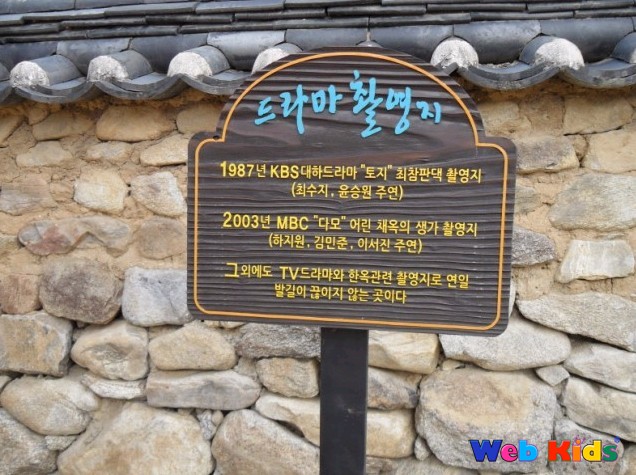 드라마 촬영지
1987년 KBS대하드라마 "토지" 최참판댁 촬영지
(최수지, 윤승원 주연)
2003년 MBC "다모" 어린 채옥의 생가 촬영지
(하지원, 김민준, 이서진 주연)
그외에도 TV드라마와 한옥관련 촬영지로 연일
발길이 끊이지 않는 곳이다
Web Kids